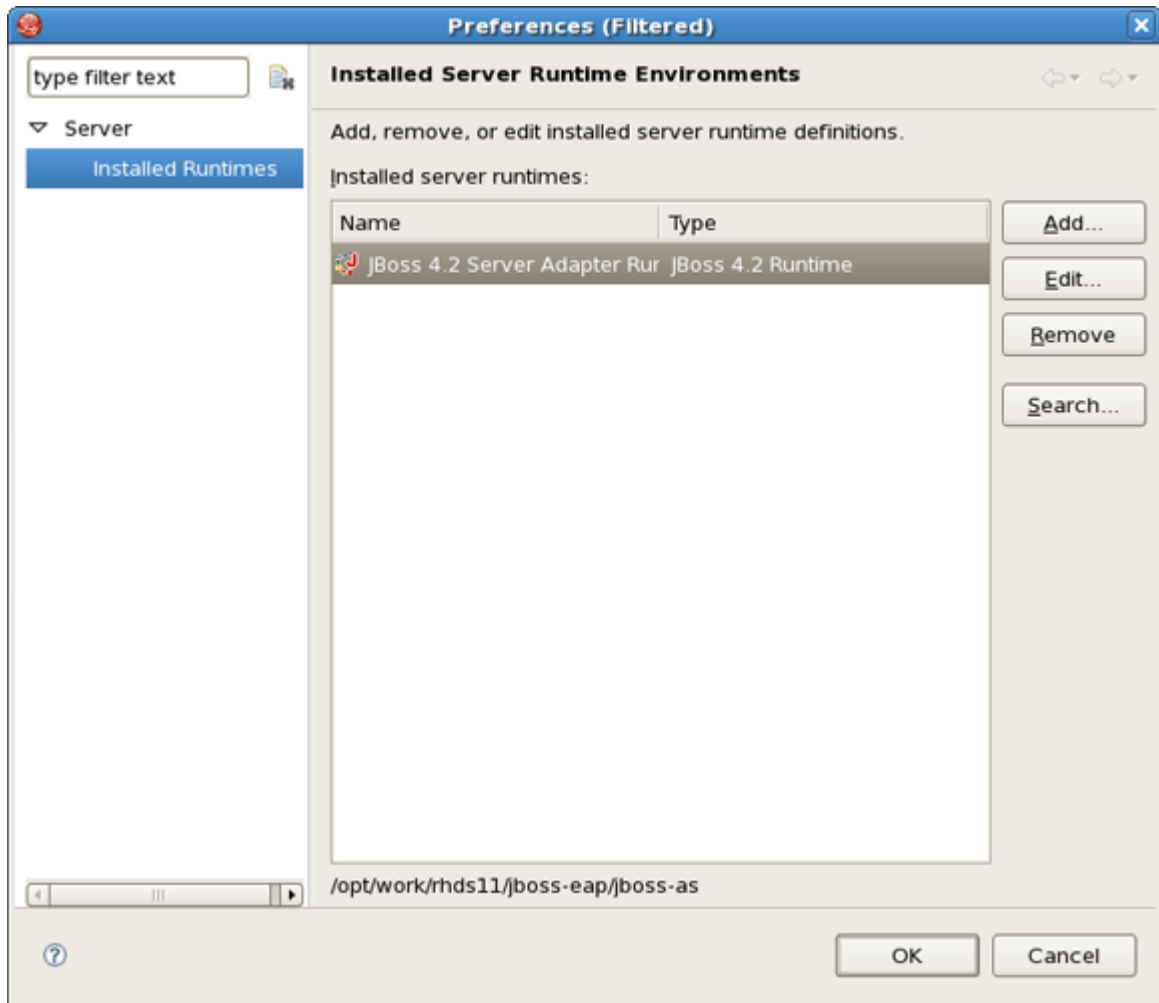 Preferences (Filtered)
type filter text
Server
Installed Runtimes
Installed Server Runtime Environments
Add, remove, or edit installed server runtime definitions.
Installed server runtimes:
Name Type
JBoss 4.2 Server Adapter Rur JBoss 4.2 Runtime
Add...
Edit...
Remove
Search...
/opt/work/rhds11/jboss-eap/jboss-as
OK Cancel